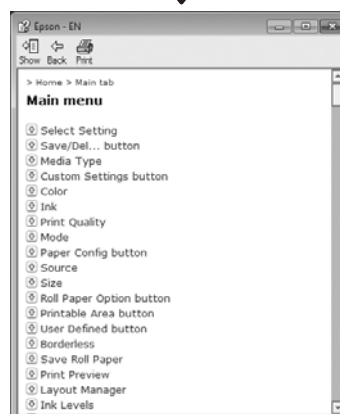 Epson - EN
Show Back Print
> Home > Main tab
Main menu
Select Setting
Save/Del... button
Media Type
Custom Settings button
Color
Ink
Print Quality
Mode
Paper Config button
Source
Size
Roll Paper Option button
Printable Area button
User Defined button
Borderless
Save Roll Paper
Print Preview
Layout Manager
Ink Levels